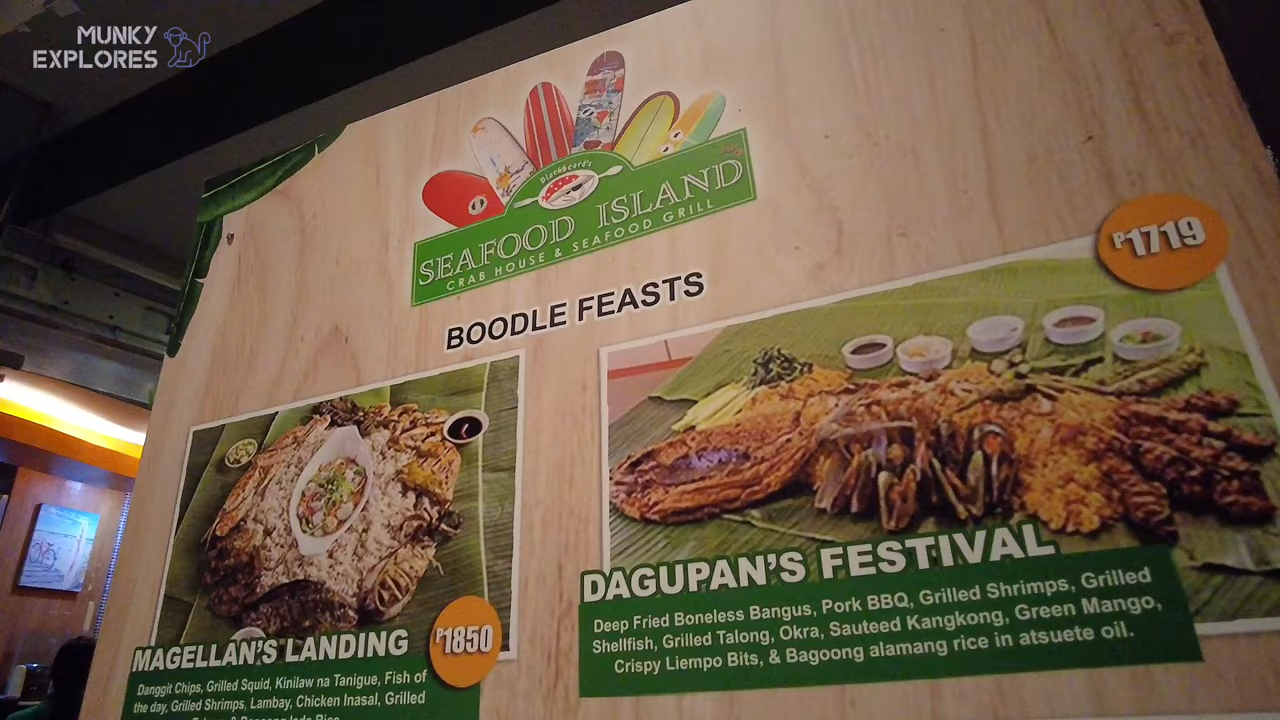 MUNKY
EXPLORES
Blackbeard's
SEAFOOD ISLAND
CRAB HOUSE & SEAFOOD GRILL
BOODLE FEASTS
₱1719
DAGUPAN'S FESTIVAL
Deep Fried Boneless Bangus, Pork BBQ, Grilled Shrimps, Grilled
Shellfish, Grilled Talong, Okra, Sauteed Kangkong, Green Mango,
Crispy Liempo Bits, & Bagoong alamang rice in atsuete oil.
MAGELLAN'S LANDING
₱1850
Danggit Chips, Grilled Squid, Kinilaw na Tanigue, Fish of
the day, Grilled Shrimps, Lambay, Chicken Inasal, Grilled